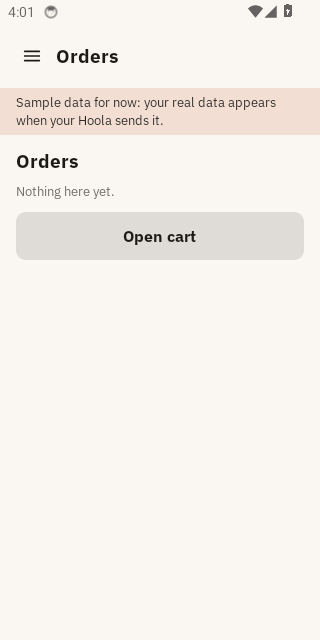 4:01
Orders
Sample data for now: your real data appears
when your Hoola sends it.
Orders
Nothing here yet.
Open cart